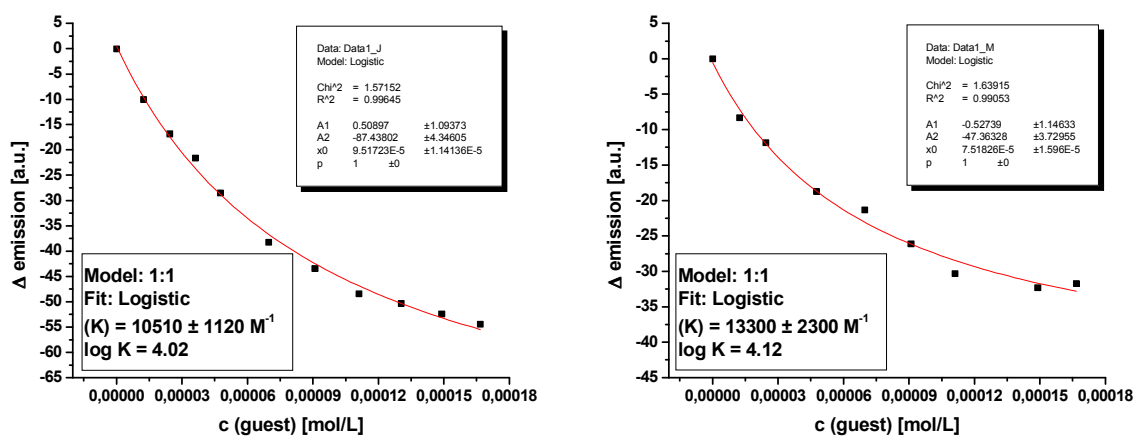 5
0
-5
-10
-15
-20
-25
-30
-35
-40
-45
-50
-55
-60
-65
Δ emission [a.u.]
Data: Data1_J
Model: Logistic
Chi^2 = 1.57152
R^2 = 0.99645
A1 0.50897 ±1.09373
A2 -87.43802 ±4.34605
x0 9.51723E-5 ±1.14136E-5
p 1 ±0
Model: 1:1
Fit: Logistic
(K) = 10510 ± 1120 M⁻¹
log K = 4.02
0,00000 0,00003 0,00006 0,00009 0,00012 0,00015 0,00018
c (guest) [mol/L]
5
0
-5
-10
-15
-20
-25
-30
-35
-40
-45
Δ emission [a.u.]
Data: Data1_M
Model: Logistic
Chi^2 = 1.63915
R^2 = 0.99053
A1 -0.52739 ±1.14633
A2 -47.36328 ±3.72955
x0 7.51826E-5 ±1.596E-5
p 1 ±0
Model: 1:1
Fit: Logistic
(K) = 13300 ± 2300 M⁻¹
log K = 4.12
0,00000 0,00003 0,00006 0,00009 0,00012 0,00015 0,00018
c (guest) [mol/L]